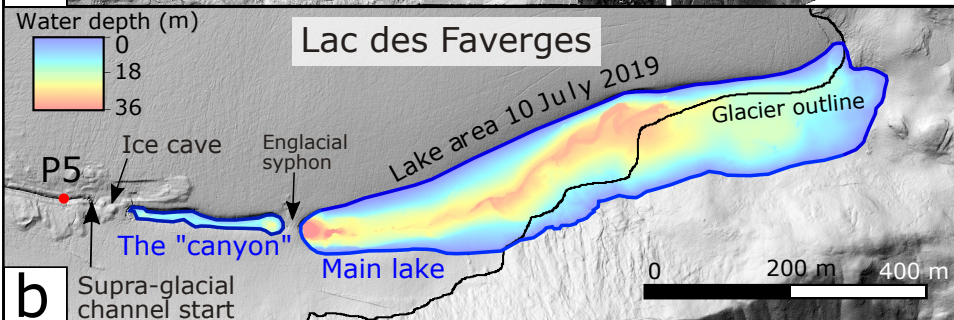 Water depth (m)
0
18
36
Lac des Faverges
Lake area 10 July 2019
Glacier outline
Ice cave
Englacial
syphon
P5
The "canyon"
Main lake
Supra-glacial
channel start
0 200 m 400 m
b